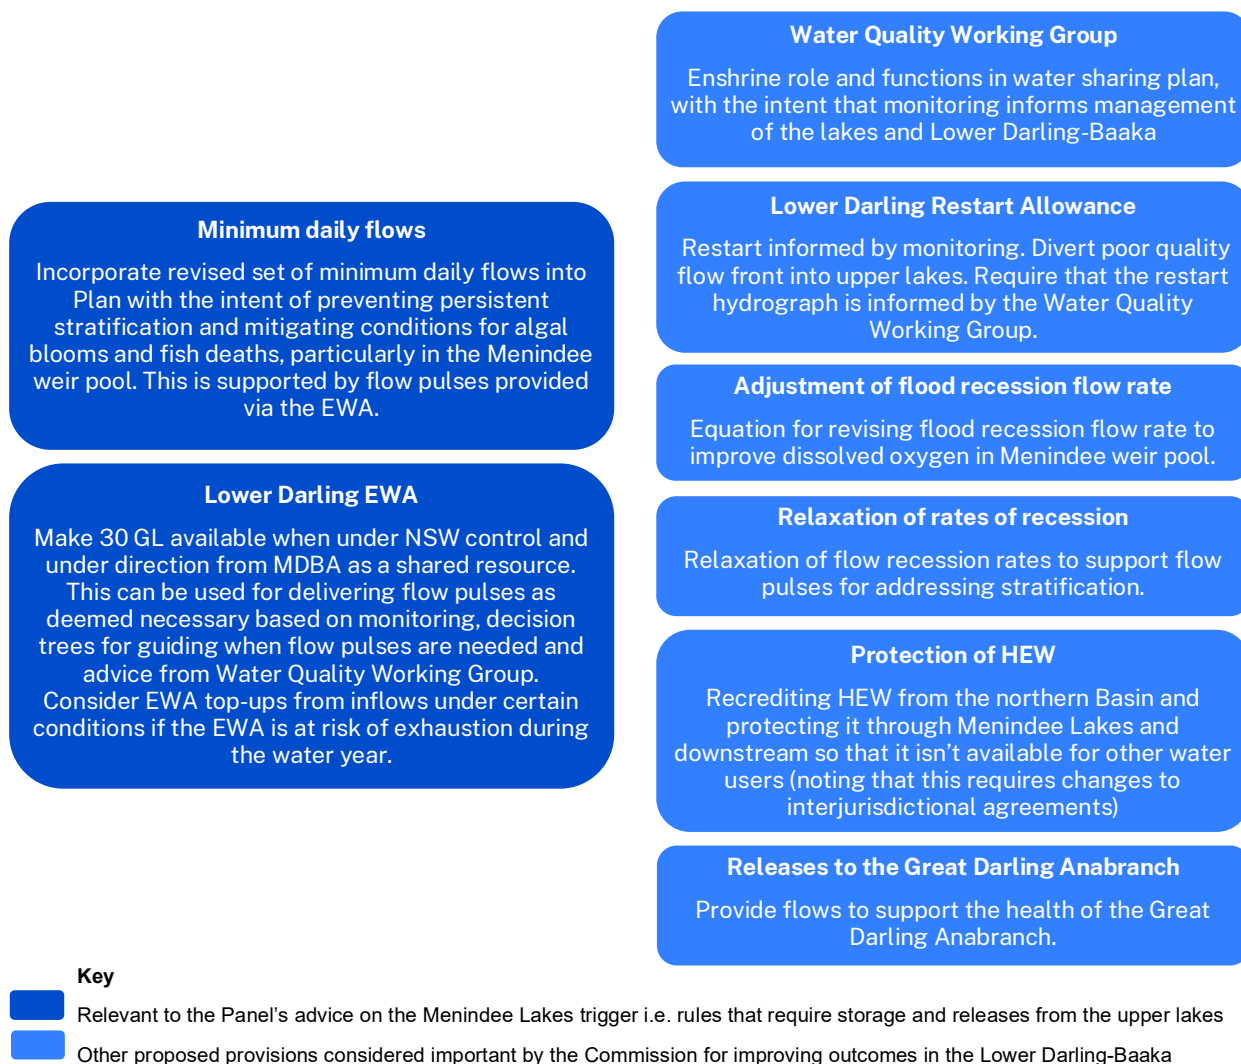 Minimum daily flows
Incorporate revised set of minimum daily flows into
Plan with the intent of preventing persistent
stratification and mitigating conditions for algal
blooms and fish deaths, particularly in the Menindee
weir pool. This is supported by flow pulses provided
via the EWA.
Lower Darling EWA
Make 30 GL available when under NSW control and
under direction from MDBA as a shared resource.
This can be used for delivering flow pulses as
deemed necessary based on monitoring, decision
trees for guiding when flow pulses are needed and
advice from Water Quality Working Group.
Consider EWA top-ups from inflows under certain
conditions if the EWA is at risk of exhaustion during
the water year.
Water Quality Working Group
Enshrine role and functions in water sharing plan,
with the intent that monitoring informs management
of the lakes and Lower Darling-Baaka
Lower Darling Restart Allowance
Restart informed by monitoring. Divert poor quality
flow front into upper lakes. Require that the restart
hydrograph is informed by the Water Quality
Working Group.
Adjustment of flood recession flow rate
Equation for revising flood recession flow rate to
improve dissolved oxygen in Menindee weir pool.
Relaxation of rates of recession
Relaxation of flow recession rates to support flow
pulses for addressing stratification.
Protection of HEW
Recrediting HEW from the northern Basin and
protecting it through Menindee Lakes and
downstream so that it isn't available for other water
users (noting that this requires changes to
interjurisdictional agreements)
Releases to the Great Darling Anabranch
Provide flows to support the health of the Great
Darling Anabranch.
Key
Relevant to the Panel's advice on the Menindee Lakes trigger i.e. rules that require storage and releases from the upper lakes
Other proposed provisions considered important by the Commission for improving outcomes in the Lower Darling-Baaka